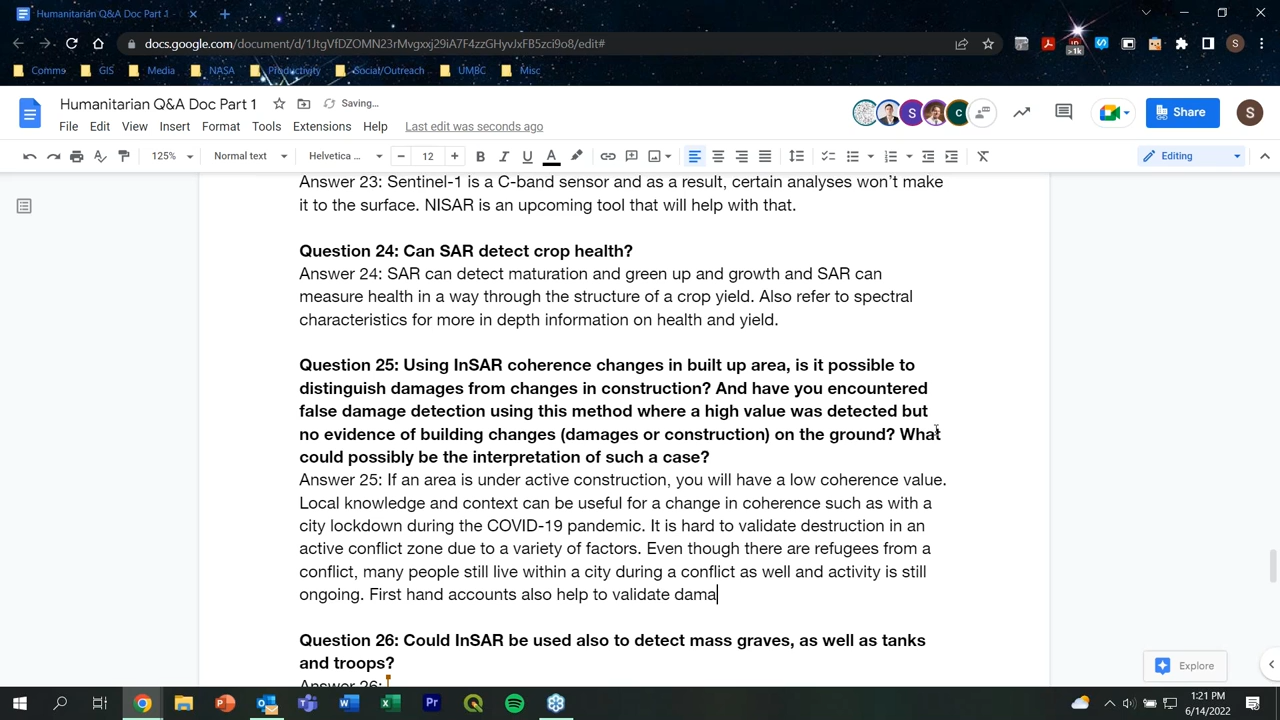 Humanitarian Q&A Doc Part 1 -
docs.google.com/document/d/1JtgVfDZOMN23rMvgxxj29iA7F4zzGHyvJxFB5zci9o8/edit#
>1k
S
Comms GIS Media NASA Productivity Social/Outreach UMBC Misc
Humanitarian Q&A Doc Part 1 Saving…
S C Share S
File Edit View Insert Format Tools Extensions Help Last edit was seconds ago
125% Normal text Helvetica ... 12 B I U A Editing
Answer 23: Sentinel-1 is a C-band sensor and as a result, certain analyses won’t make
it to the surface. NISAR is an upcoming tool that will help with that.
Question 24: Can SAR detect crop health?
Answer 24: SAR can detect maturation and green up and growth and SAR can
measure health in a way through the structure of a crop yield. Also refer to spectral
characteristics for more in depth information on health and yield.
Question 25: Using InSAR coherence changes in built up area, is it possible to
distinguish damages from changes in construction? And have you encountered
false damage detection using this method where a high value was detected but
no evidence of building changes (damages or construction) on the ground? What
could possibly be the interpretation of such a case?
Answer 25: If an area is under active construction, you will have a low coherence value.
Local knowledge and context can be useful for a change in coherence such as with a
city lockdown during the COVID-19 pandemic. It is hard to validate destruction in an
active conflict zone due to a variety of factors. Even though there are refugees from a
conflict, many people still live within a city during a conflict as well and activity is still
ongoing. First hand accounts also help to validate dama
Question 26: Could InSAR be used also to detect mass graves, as well as tanks
and troops?
Answer 26:
Explore
Pr
1:21 PM
6/14/2022